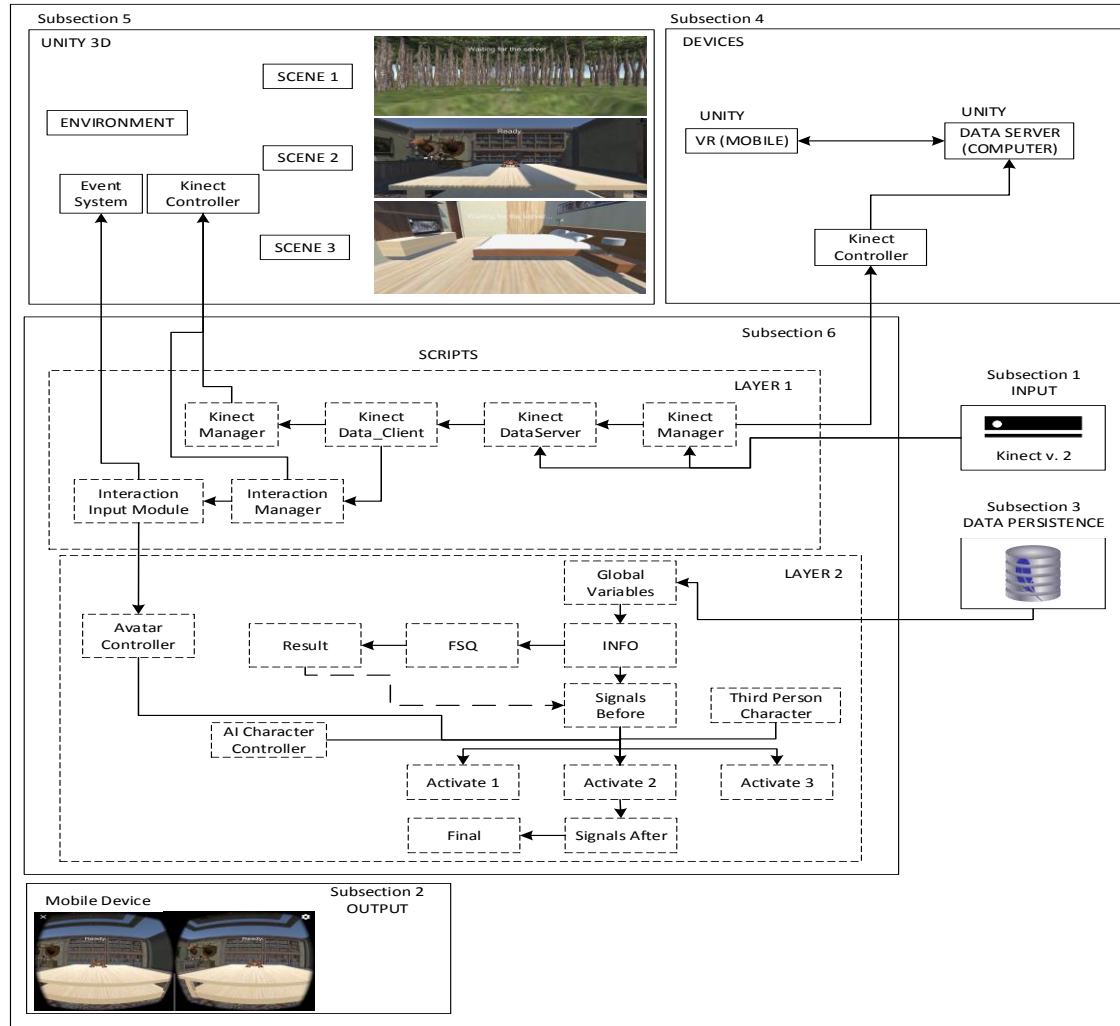 Subsection 5
UNITY 3D
SCENE 1
Waiting for the server
ENVIRONMENT
SCENE 2
Ready
Event
System
Kinect
Controller
SCENE 3
Waiting for the server...
Subsection 4
DEVICES
UNITY
VR (MOBILE)
UNITY
DATA SERVER
(COMPUTER)
Kinect
Controller
Subsection 6
SCRIPTS
LAYER 1
Kinect
Manager
Kinect
Data_Client
Kinect
DataServer
Kinect
Manager
Interaction
Input Module
Interaction
Manager
Subsection 1
INPUT
Kinect v. 2
Subsection 3
DATA PERSISTENCE
LAYER 2
Global
Variables
Avatar
Controller
Result
FSQ
INFO
Signals
Before
Third Person
Character
AI Character
Controller
Activate 1
Activate 2
Activate 3
Final
Signals After
Subsection 2
OUTPUT
Mobile Device
Ready
Ready